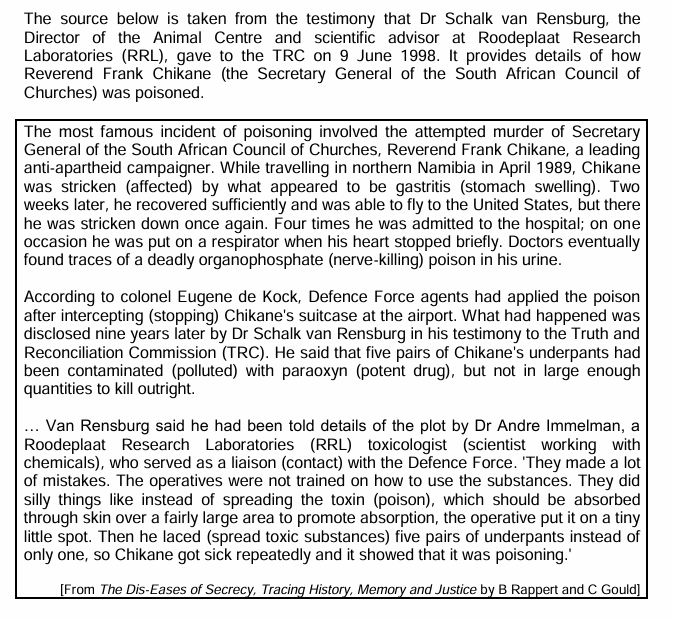 The source below is taken from the testimony that Dr Schalk van Rensburg, the
Director of the Animal Centre and scientific advisor at Roodeplaat Research
Laboratories (RRL), gave to the TRC on 9 June 1998. It provides details of how
Reverend Frank Chikane (the Secretary General of the South African Council of
Churches) was poisoned.
The most famous incident of poisoning involved the attempted murder of Secretary
General of the South African Council of Churches, Reverend Frank Chikane, a leading
anti-apartheid campaigner. While travelling in northern Namibia in April 1989, Chikane
was stricken (affected) by what appeared to be gastritis (stomach swelling). Two
weeks later, he recovered sufficiently and was able to fly to the United States, but there
he was stricken down once again. Four times he was admitted to the hospital; on one
occasion he was put on a respirator when his heart stopped briefly. Doctors eventually
found traces of a deadly organophosphate (nerve-killing) poison in his urine.
According to colonel Eugene de Kock, Defence Force agents had applied the poison
after intercepting (stopping) Chikane's suitcase at the airport. What had happened was
disclosed nine years later by Dr Schalk van Rensburg in his testimony to the Truth and
Reconciliation Commission (TRC). He said that five pairs of Chikane's underpants had
been contaminated (polluted) with paraoxyn (potent drug), but not in large enough
quantities to kill outright.
… Van Rensburg said he had been told details of the plot by Dr Andre Immelman, a
Roodeplaat Research Laboratories (RRL) toxicologist (scientist working with
chemicals), who served as a liaison (contact) with the Defence Force. 'They made a lot
of mistakes. The operatives were not trained on how to use the substances. They did
silly things like instead of spreading the toxin (poison), which should be absorbed
through skin over a fairly large area to promote absorption, the operative put it on a tiny
little spot. Then he laced (spread toxic substances) five pairs of underpants instead of
only one, so Chikane got sick repeatedly and it showed that it was poisoning.'
[From The Dis-Eases of Secrecy, Tracing History, Memory and Justice by B Rappert and C Gould]